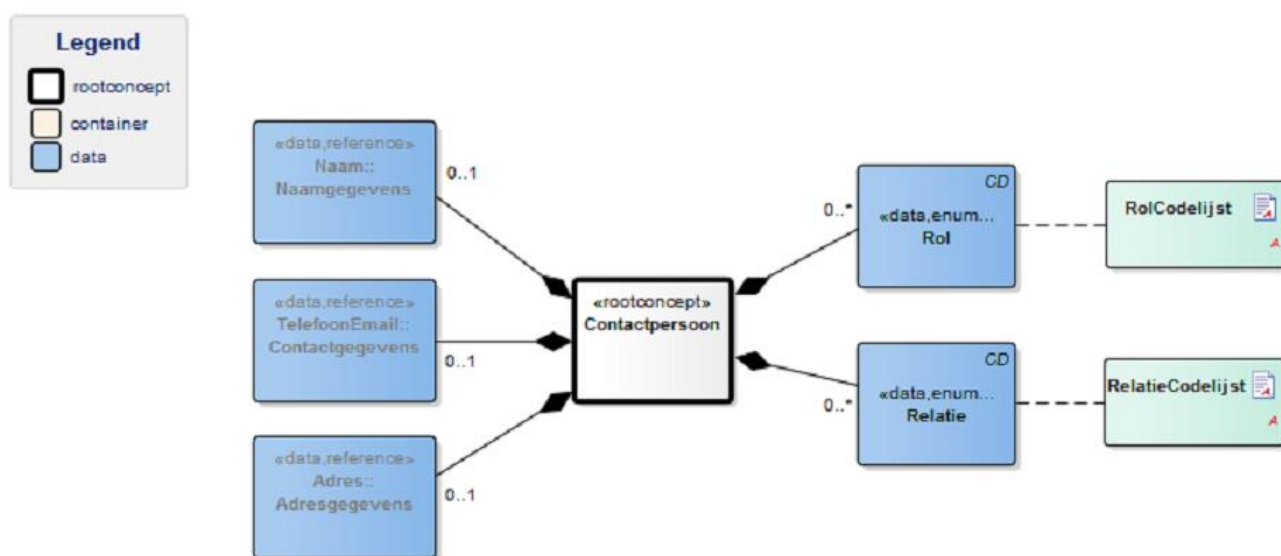 Legend
rootconcept
container
data
«data,reference»
Naam::
Naamgegevens
0..1
«data,reference»
TelefoonEmail::
Contactgegevens
0..1
«data,reference»
Adres::
Adresgegevens
0..1
«rootconcept»
Contactpersoon
CD
«data,enum...
Rol
0..*
RolCodelijst
A
CD
«data,enum...
Relatie
0..*
RelatieCodelijst
A